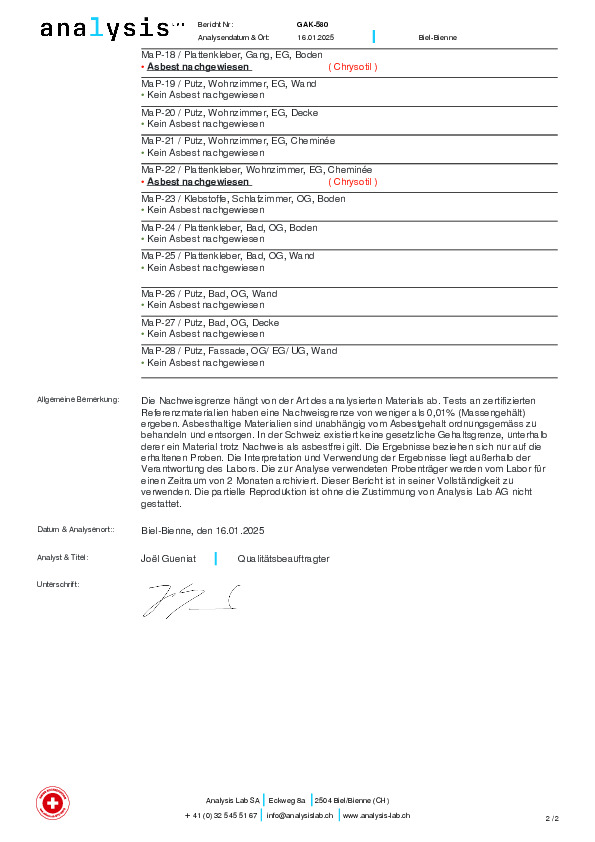 analysis
Bericht Nr: GAK-580
Analysendatum & Ort: 16.01.2025 Biel-Bienne
MaP-18 / Plattenkleber, Gang, EG, Boden
• Asbest nachgewiesen ( Chrysotil )
MaP-19 / Putz, Wohnzimmer, EG, Wand
• Kein Asbest nachgewiesen
MaP-20 / Putz, Wohnzimmer, EG, Decke
• Kein Asbest nachgewiesen
MaP-21 / Putz, Wohnzimmer, EG, Cheminée
• Kein Asbest nachgewiesen
MaP-22 / Plattenkleber, Wohnzimmer, EG, Cheminée
• Asbest nachgewiesen ( Chrysotil )
MaP-23 / Klebstoffe, Schlafzimmer, OG, Boden
• Kein Asbest nachgewiesen
MaP-24 / Plattenkleber, Bad, OG, Boden
• Kein Asbest nachgewiesen
MaP-25 / Plattenkleber, Bad, OG, Wand
• Kein Asbest nachgewiesen
MaP-26 / Putz, Bad, OG, Wand
• Kein Asbest nachgewiesen
MaP-27 / Putz, Bad, OG, Decke
• Kein Asbest nachgewiesen
MaP-28 / Putz, Fassade, OG/ EG/ UG, Wand
• Kein Asbest nachgewiesen
Allgemeine Bemerkung: Die Nachweisgrenze hängt von der Art des analysierten Materials ab. Tests an zertifizierten
Referenzmaterialien haben eine Nachweisgrenze von weniger als 0,01% (Massengehält)
ergeben. Asbesthaltige Materialien sind unabhängig vom Asbestgehalt ordnungsgemäss zu
behandeln und entsorgen. In der Schweiz existiert keine gesetzliche Gehaltsgrenze, unterhalb
derer ein Material trotz Nachweis als asbestfrei gilt. Die Ergebnisse beziehen sich nur auf die
erhaltenen Proben. Die Interpretation und Verwendung der Ergebnisse liegt außerhalb der
Verantwortung des Labors. Die zur Analyse verwendeten Probenträger werden vom Labor für
einen Zeitraum von 2 Monaten archiviert. Dieser Bericht ist in seiner Vollständigkeit zu
verwenden. Die partielle Reproduktion ist ohne die Zustimmung von Analysis Lab AG nicht
gestattet.
Datum & Analysenort:: Biel-Bienne, den 16.01.2025
Analyst & Titel: Joël Gueniat Qualitätsbeauftragter
Unterschrift:
Analysis Lab SA Eckweg 8a 2504 Biel/Bienne (CH)
+ 41 (0) 32 545 51 67 info@analysislab.ch www.analysis-lab.ch
2 / 2